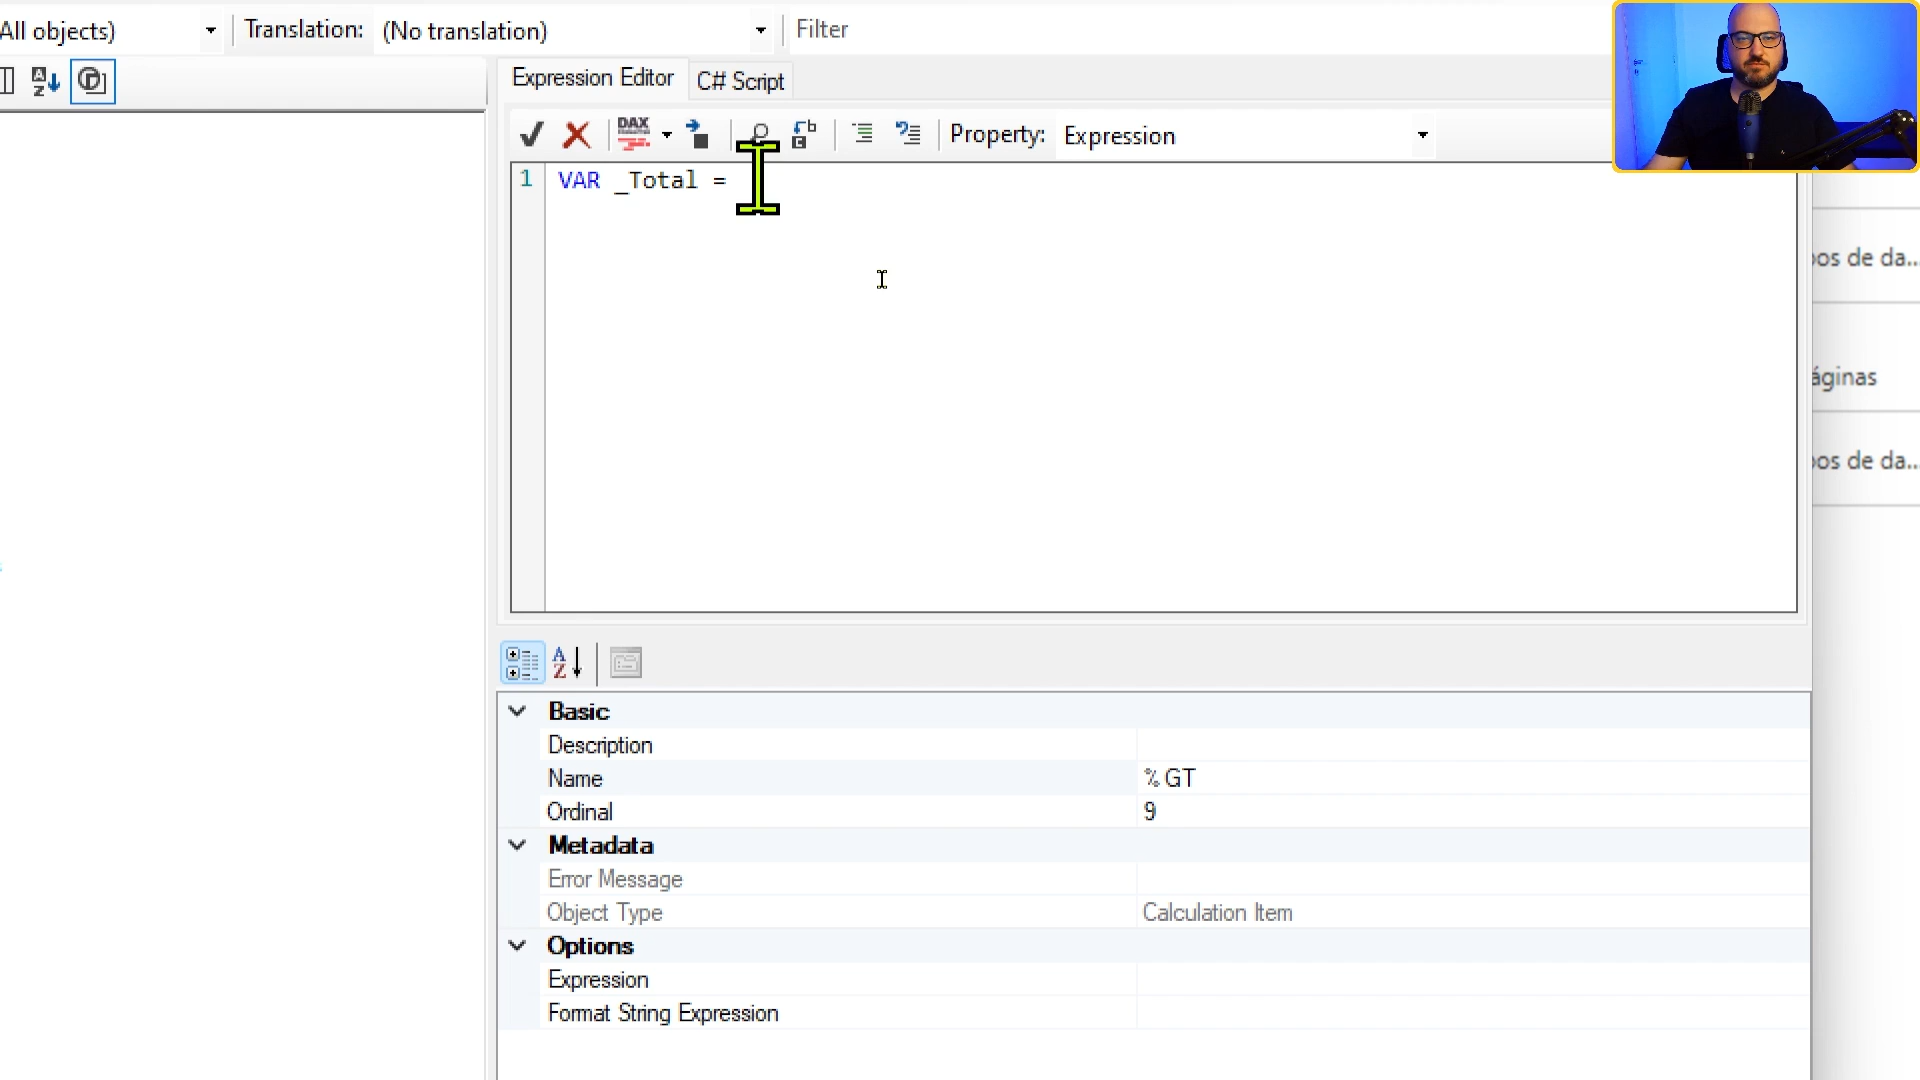 All objects)
Translation:
(No translation)
Filter
Expression Editor
C# Script
DAX
Property:
Expression
1
VAR _Total =
os de da...
áginas
os de da...
Basic
Description
Name
% GT
Ordinal
9
Metadata
Error Message
Object Type
Calculation Item
Options
Expression
Format String Expression